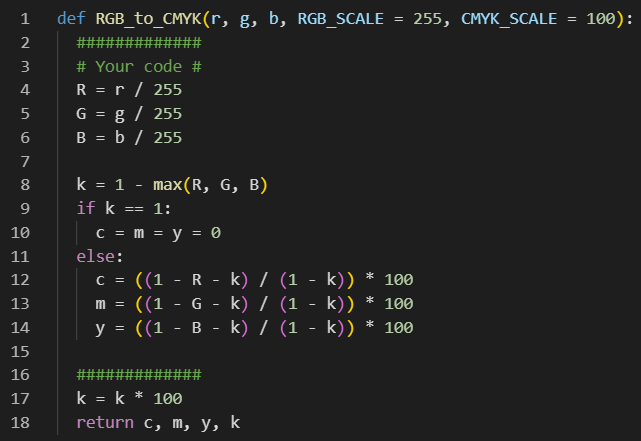 1 def RGB_to_CMYK(r, g, b, RGB_SCALE = 255, CMYK_SCALE = 100):
2   #############
3   # Your code #
4   R = r / 255
5   G = g / 255
6   B = b / 255
7
8   k = 1 - max(R, G, B)
9   if k == 1:
10     c = m = y = 0
11   else:
12     c = ((1 - R - k) / (1 - k)) * 100
13     m = ((1 - G - k) / (1 - k)) * 100
14     y = ((1 - B - k) / (1 - k)) * 100
15
16   #############
17   k = k * 100
18   return c, m, y, k